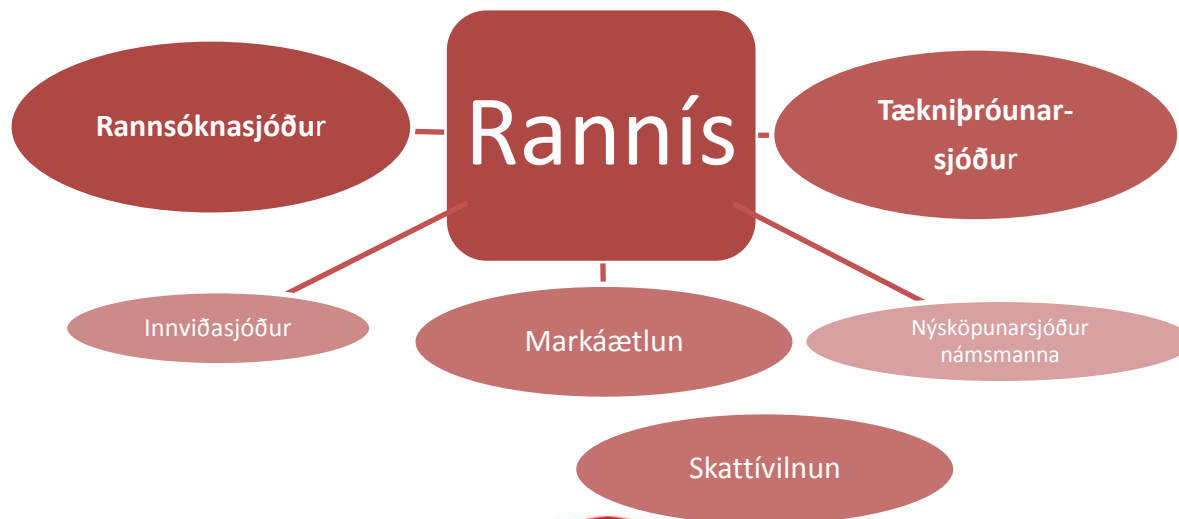 Rannís
Rannsóknasjóður
Tækniþróunar-
sjóður
Innviðasjóður
Markáætlun
Nýsköpunarsjóður
námsmanna
Skattívilnun